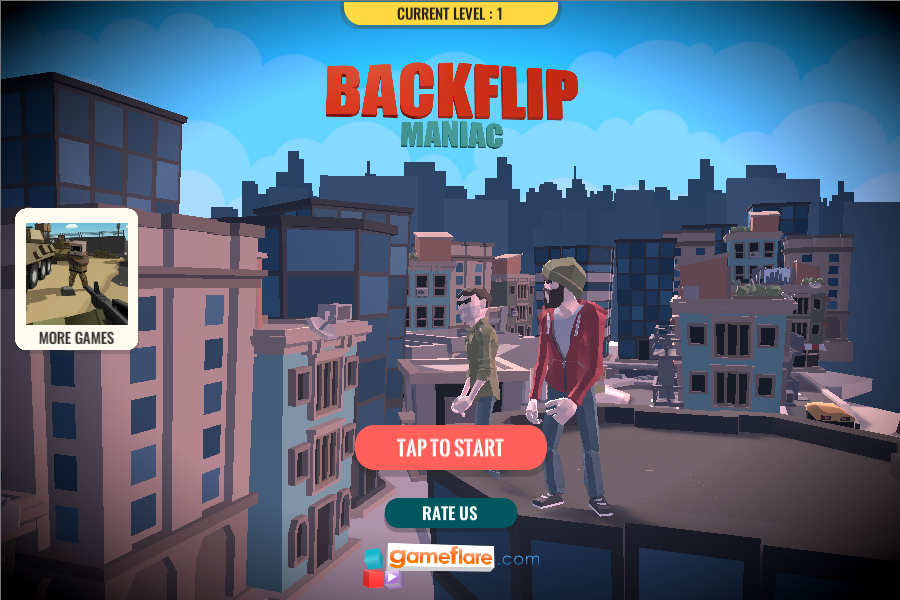 CURRENT LEVEL : 1
BACKFLIP
MANIAC
MORE GAMES
TAP TO START
RATE US
gameflare.com